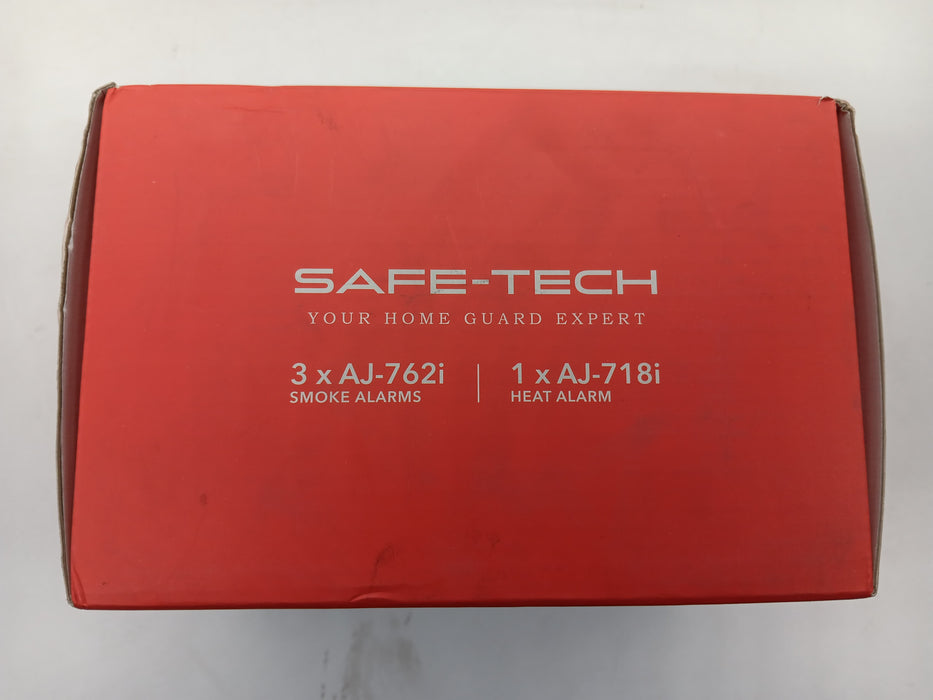 SAFE-TECH
YOUR HOME GUARD EXPERT
3 x AJ-762i | 1 x AJ-718i
SMOKE ALARMS HEAT ALARM